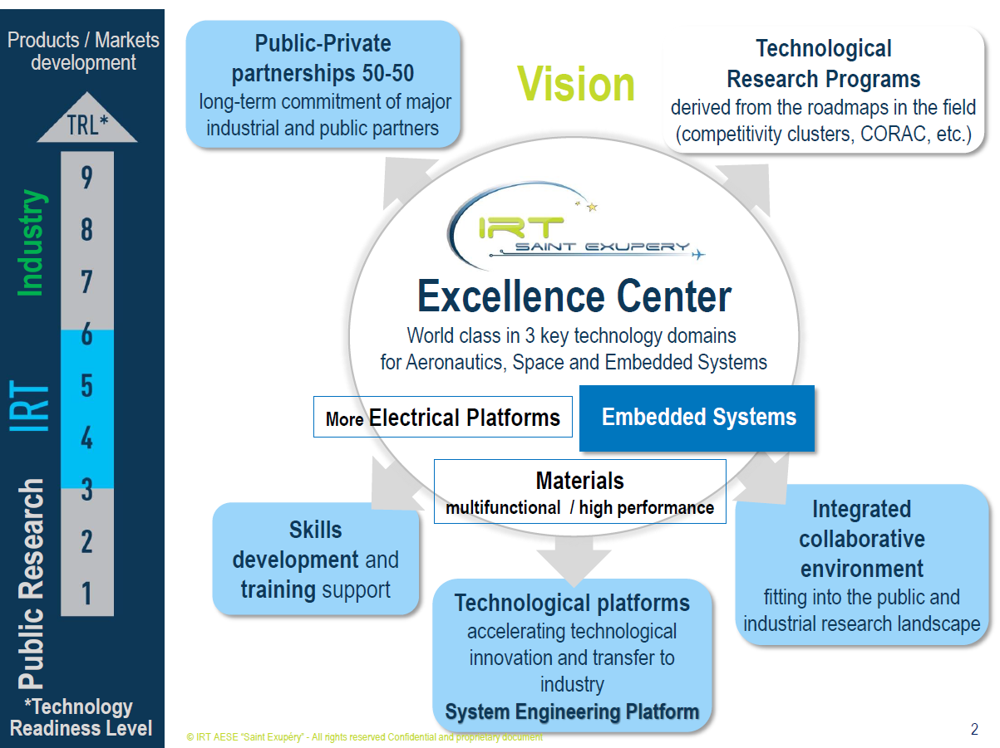 Products / Markets
development
TRL*
9
8
7
6
5
4
3
2
1
Industry
IRT
Public Research
*Technology
Readiness Level
Public-Private
partnerships 50-50
long-term commitment of major
industrial and public partners
Vision
Technological
Research Programs
derived from the roadmaps in the field
(competitivity clusters, CORAC, etc.)
IRT
SAINT EXUPERY
Excellence Center
World class in 3 key technology domains
for Aeronautics, Space and Embedded Systems
More Electrical Platforms
Embedded Systems
Materials
multifunctional / high performance
Skills
development and
training support
Technological platforms
accelerating technological
innovation and transfer to
industry
System Engineering Platform
Integrated
collaborative
environment
fitting into the public and
industrial research landscape
© IRT AESE “Saint Exupéry” - All rights reserved Confidential and proprietary document
2